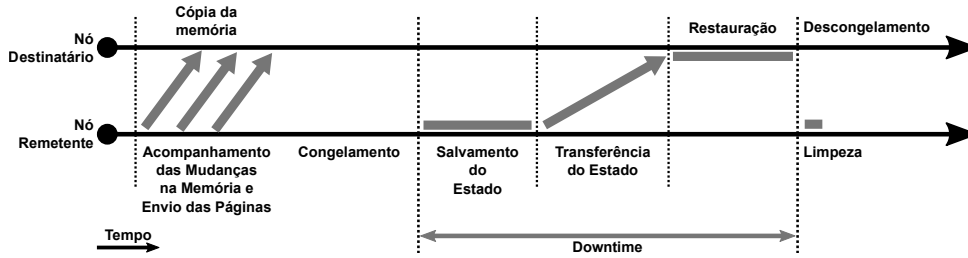 Cópia da
memória
Restauração
Descongelamento
Nó
Destinatário
Nó
Remetente
Acompanhamento
das Mudanças
na Memória e
Envio das Páginas
Congelamento
Salvamento
do
Estado
Transferência
do Estado
Limpeza
Tempo
Downtime